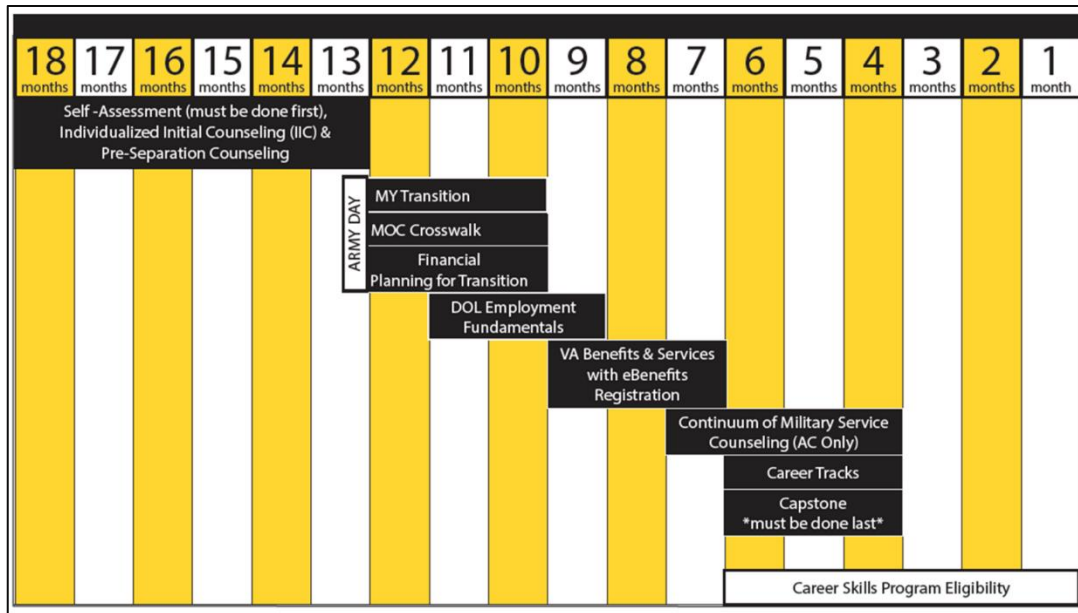 18 17 16 15 14 13 12 11 10 9 8 7 6 5 4 3 2 1
months months months months months months months months months months months months months months months months months month
Self -Assessment (must be done first),
Individualized Initial Counseling (IIC) &
Pre-Separation Counseling
ARMY DAY
MY Transition
MOC Crosswalk
Financial
Planning for Transition
DOL Employment
Fundamentals
VA Benefits & Services
with eBenefits
Registration
Continuum of Military Service
Counseling (AC Only)
Career Tracks
Capstone
*must be done last*
Career Skills Program Eligibility